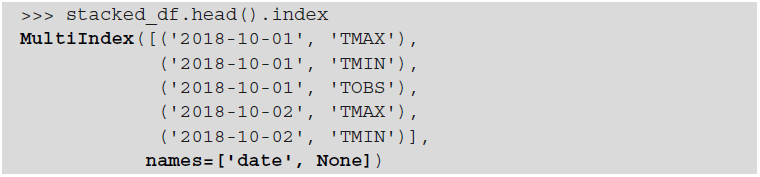 >>> stacked_df.head().index
MultiIndex([('2018-10-01', 'TMAX'),
            ('2018-10-01', 'TMIN'),
            ('2018-10-01', 'TOBS'),
            ('2018-10-02', 'TMAX'),
            ('2018-10-02', 'TMIN')],
           names=['date', None])